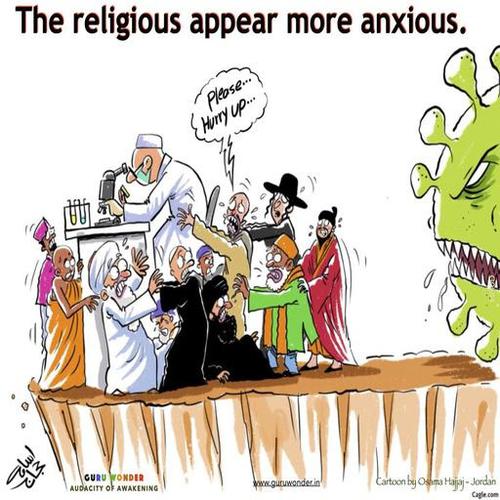 The religious appear more anxious.
Please...
Hurry up...
GURU WONDER
AUDACITY OF AWAKENING
www.guruwonder.in
Cartoon by Osama Hajjaj - Jordan
Cagle.com